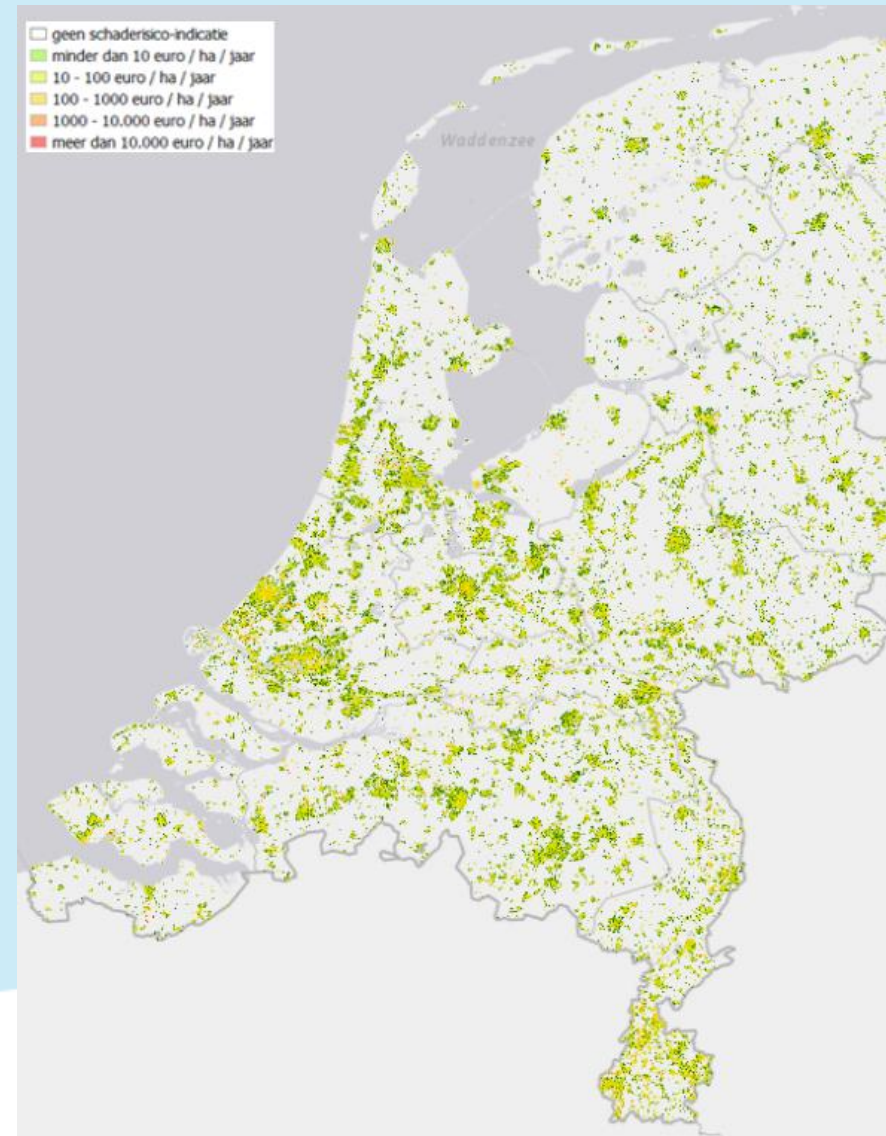 geen schaderisico-indicatie
minder dan 10 euro / ha / jaar
10 - 100 euro / ha / jaar
100 - 1000 euro / ha / jaar
1000 - 10.000 euro / ha / jaar
meer dan 10.000 euro / ha / jaar
Waddenzee